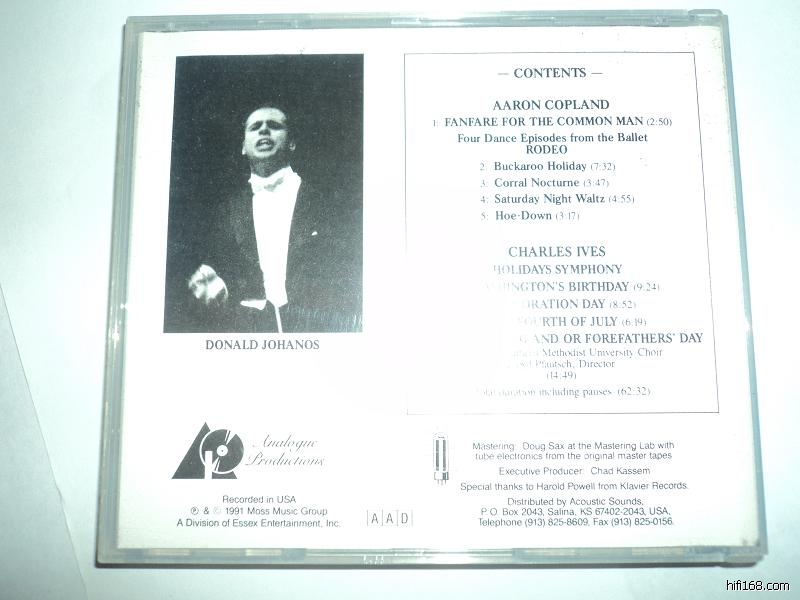 — CONTENTS —
AARON COPLAND
1: FANFARE FOR THE COMMON MAN (2:50)
Four Dance Episodes from the Ballet
RODEO
2: Buckaroo Holiday (7:32)
3: Corral Nocturne (3:47)
4: Saturday Night Waltz (4:55)
5: Hoe-Down (3:17)
CHARLES IVES
HOLIDAYS SYMPHONY
BIRTHDAY (9:24)
DAY (8:52)
OF JULY (6:19)
AND OR FOREFATHERS' DAY
Methodist University Choir
Director
(14:49)
duration including pauses (62:32)
DONALD JOHANOS
Analogue
Productions
Recorded in USA
℗ & © 1991 Moss Music Group
A Division of Essex Entertainment, Inc.
AAD
Mastering: Doug Sax at the Mastering Lab with
tube electronics from the original master tapes
Executive Producer: Chad Kassem
Special thanks to Harold Powell from Klavier Records.
Distributed by Acoustic Sounds,
P. O. Box 2043, Salina, KS 67402-2043, USA,
Telephone (913) 825-8609, Fax (913) 825-0156.
hifi168.com